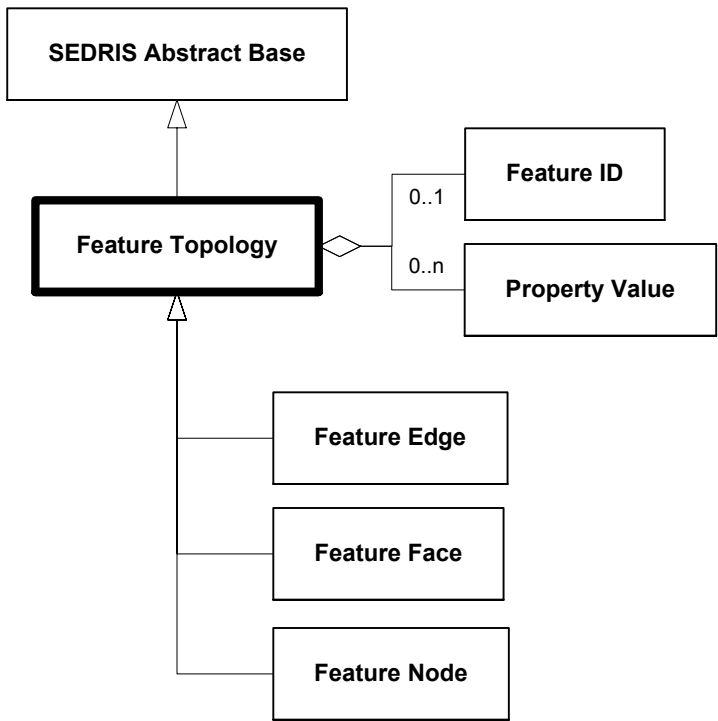 SEDRIS Abstract Base
Feature ID
0..1
Feature Topology
0..n
Property Value
Feature Edge
Feature Face
Feature Node